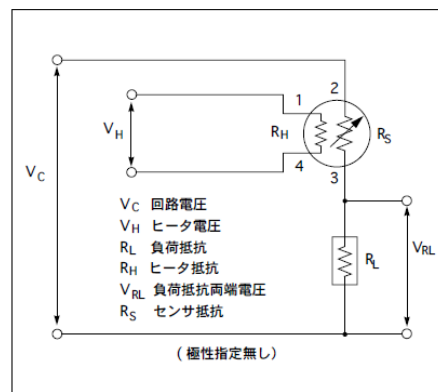 1
2
V_H
R_H
R_S
V_C
4
3
V_C 回路電圧
V_H ヒータ電圧
R_L 負荷抵抗
R_H ヒータ抵抗
V_RL 負荷抵抗両端電圧
R_S センサ抵抗
R_L
V_RL
(極性指定無し)